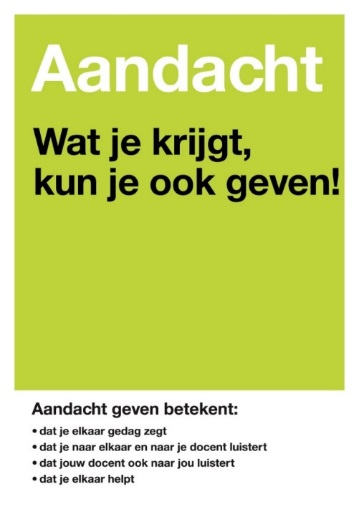 Aandacht
Wat je krijgt,
kun je ook geven!
Aandacht geven betekent:
• dat je elkaar gedag zegt
• dat je naar elkaar en naar je docent luistert
• dat jouw docent ook naar jou luistert
• dat je elkaar helpt